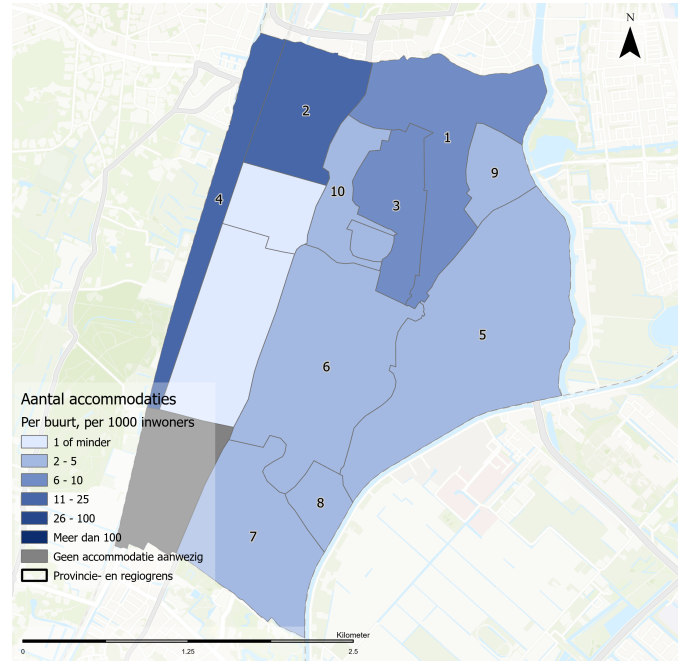 N
2
1
9
10
4
3
5
6
Aantal accommodaties
Per buurt, per 1000 inwoners
1 of minder
2 - 5
6 - 10
11 - 25
26 - 100
Meer dan 100
Geen accommodatie aanwezig
Provincie- en regiogrens
8
7
Kilometer
0 1.25 2.5